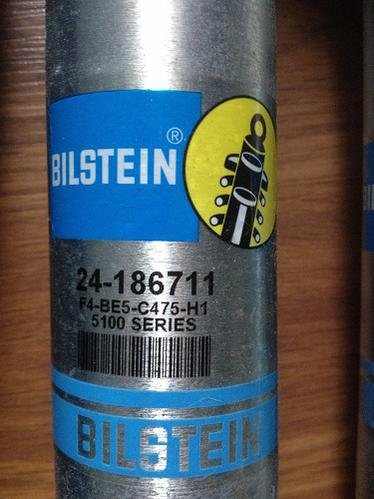 BILSTEIN®
24-186711
F4-BE5-C475-H1
5100 SERIES
BILSTEIN